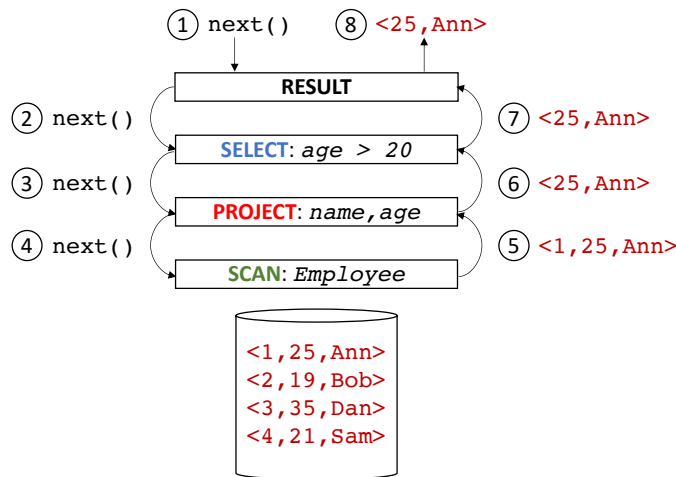 ① next() ⑧ <25,Ann>
RESULT
② next() ⑦ <25,Ann>
SELECT: age > 20
③ next() ⑥ <25,Ann>
PROJECT: name,age
④ next() ⑤ <1,25,Ann>
SCAN: Employee
<1,25,Ann>
<2,19,Bob>
<3,35,Dan>
<4,21,Sam>